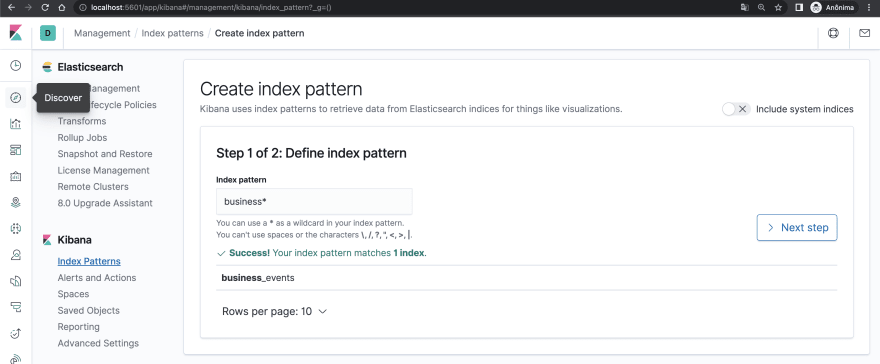 localhost:5601/app/kibana#/management/kibana/index_pattern?_g=()
Anônima
D
Management / Index patterns / Create index pattern
Elasticsearch
Discover
anagement
fecycle Policies
Transforms
Rollup Jobs
Snapshot and Restore
License Management
Remote Clusters
8.0 Upgrade Assistant
Kibana
Index Patterns
Alerts and Actions
Spaces
Saved Objects
Reporting
Advanced Settings
Create index pattern
Kibana uses index patterns to retrieve data from Elasticsearch indices for things like visualizations.
Include system indices
Step 1 of 2: Define index pattern
Index pattern
business*
You can use a * as a wildcard in your index pattern.
You can't use spaces or the characters \, /, ?, ", <, >, |.
Next step
Success! Your index pattern matches 1 index.
business_events
Rows per page: 10